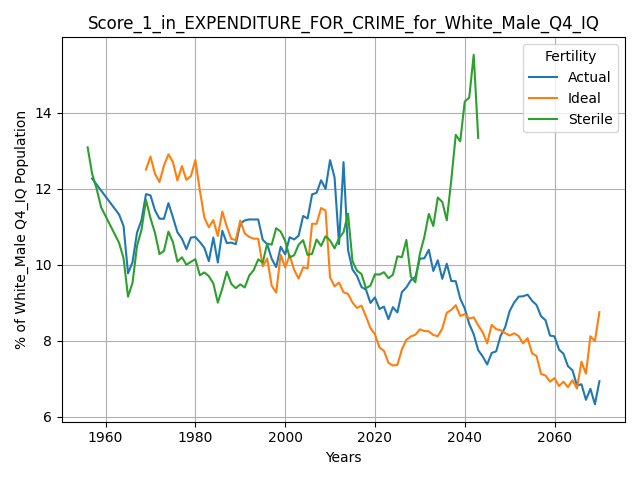 Score_1_in_EXPENDITURE_FOR_CRIME_for_White_Male_Q4_IQ
Fertility
Actual
Ideal
Sterile
% of White_Male Q4_IQ Population
14
12
10
8
6
1960 1980 2000 2020 2040 2060
Years